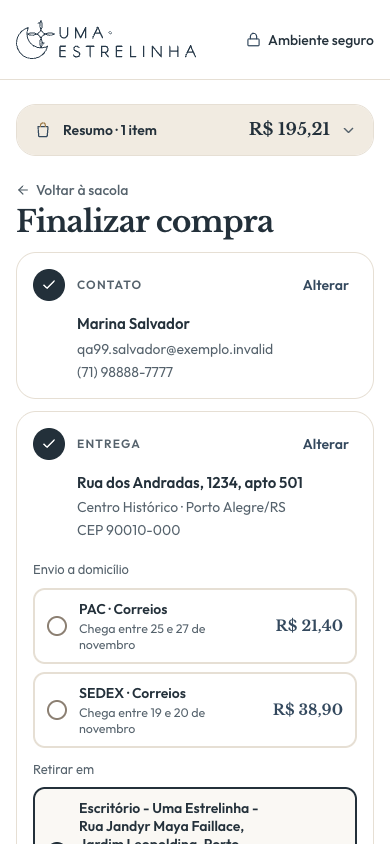 UMA
ESTRELINHA
Ambiente seguro
Resumo · 1 item
R$ 195,21
Voltar à sacola
Finalizar compra
CONTATO
Alterar
Marina Salvador
qa99.salvador@exemplo.invalid
(71) 98888-7777
ENTREGA
Alterar
Rua dos Andradas, 1234, apto 501
Centro Histórico · Porto Alegre/RS
CEP 90010-000
Envio a domicílio
PAC · Correios
Chega entre 25 e 27 de
novembro
R$ 21,40
SEDEX · Correios
Chega entre 19 e 20 de
novembro
R$ 38,90
Retirar em
Escritório - Uma Estrelinha -
Rua Jandyr Maya Faillace,
Jardim Leopoldina, Porto